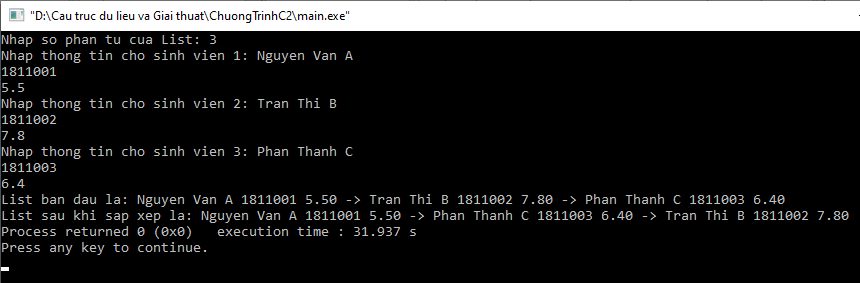 "D:\Cau truc du lieu va Giai thuat\ChuongTrinhC2\main.exe"
Nhap so phan tu cua List: 3
Nhap thong tin cho sinh vien 1: Nguyen Van A
1811001
5.5
Nhap thong tin cho sinh vien 2: Tran Thi B
1811002
7.8
Nhap thong tin cho sinh vien 3: Phan Thanh C
1811003
6.4
List ban dau la: Nguyen Van A 1811001 5.50 -> Tran Thi B 1811002 7.80 -> Phan Thanh C 1811003 6.40
List sau khi sap xep la: Nguyen Van A 1811001 5.50 -> Phan Thanh C 1811003 6.40 -> Tran Thi B 1811002 7.80
Process returned 0 (0x0)   execution time : 31.937 s
Press any key to continue.